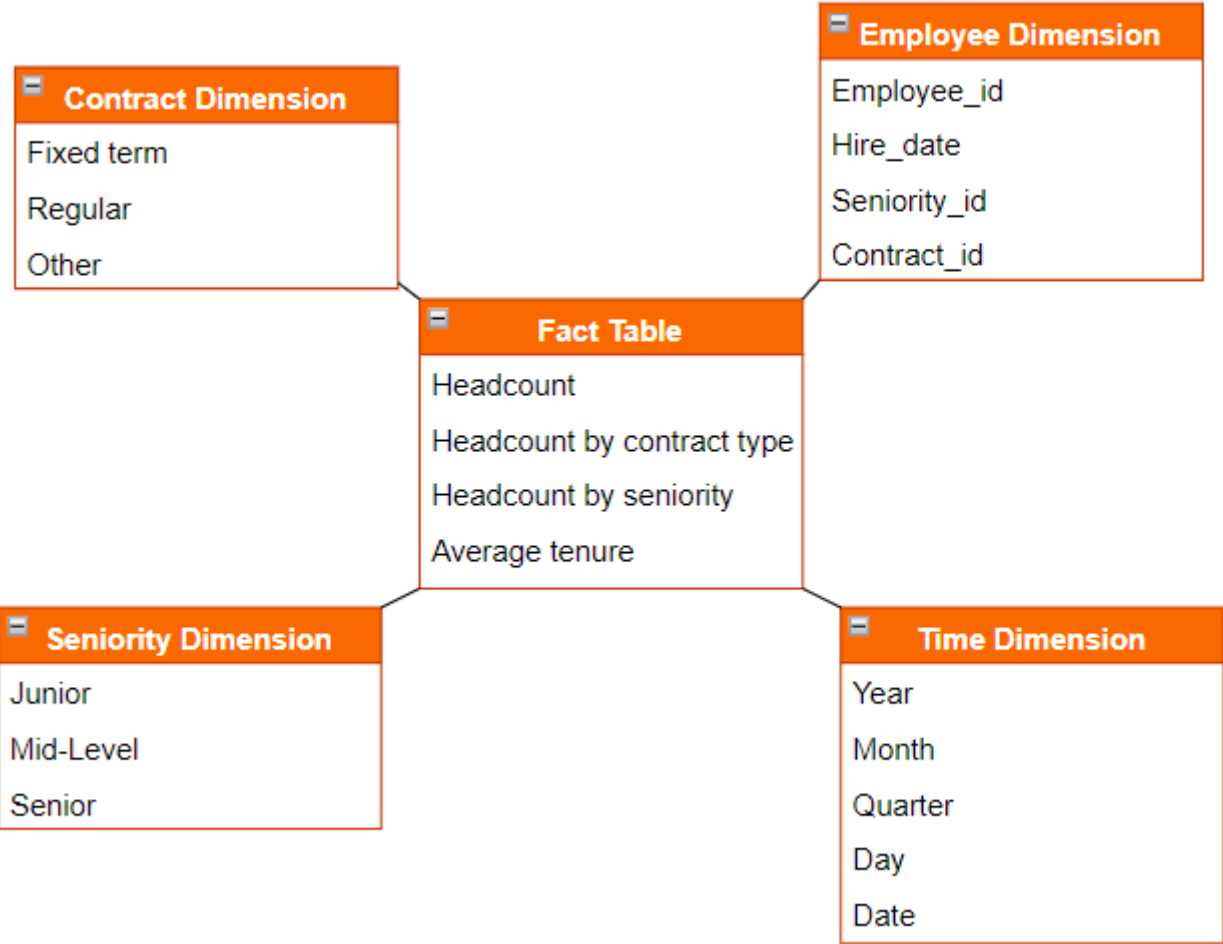 Contract Dimension
Fixed term
Regular
Other
Employee Dimension
Employee_id
Hire_date
Seniority_id
Contract_id
Fact Table
Headcount
Headcount by contract type
Headcount by seniority
Average tenure
Seniority Dimension
Junior
Mid-Level
Senior
Time Dimension
Year
Month
Quarter
Day
Date